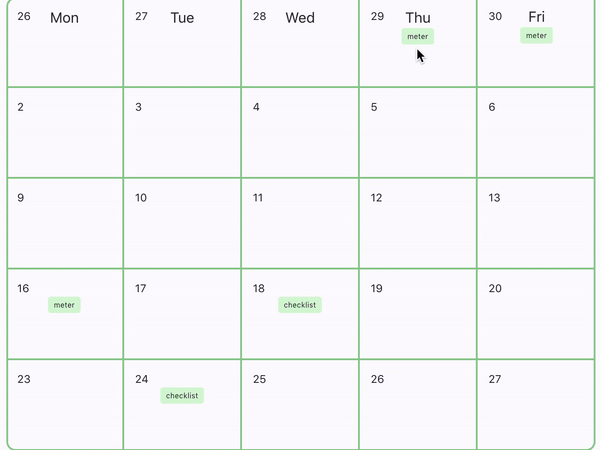 26 Mon 27 Tue 28 Wed 29 Thu 30 Fri
meter meter
2 3 4 5 6
9 10 11 12 13
16 17 18 19 20
meter checklist
23 24 25 26 27
checklist